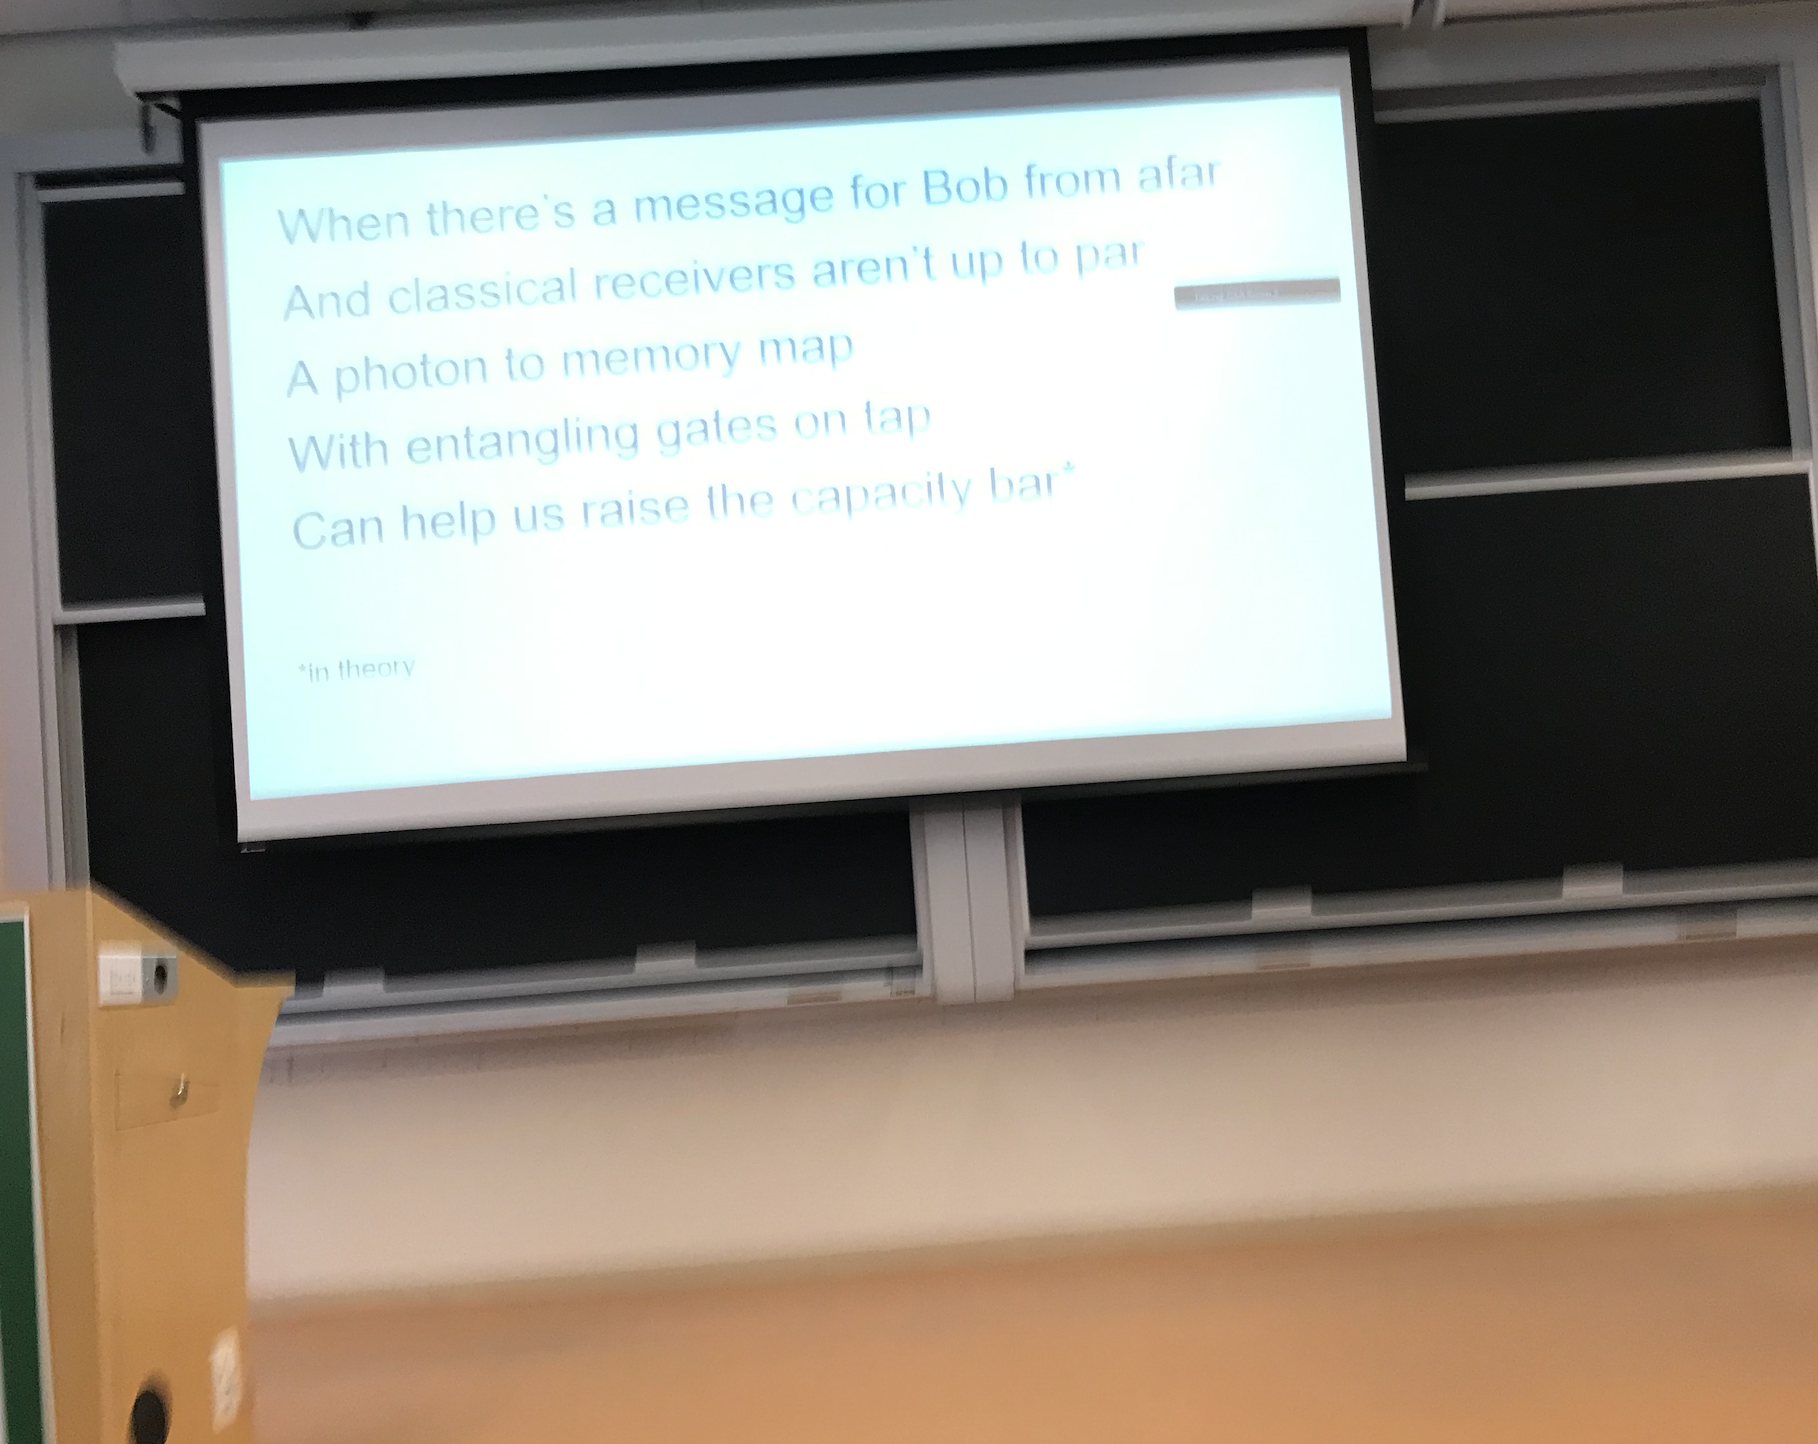 When there's a message for Bob from afar
And classical receivers aren't up to par
A photon to memory map
With entangling gates on tap
Can help us raise the capacity bar*
*in theory